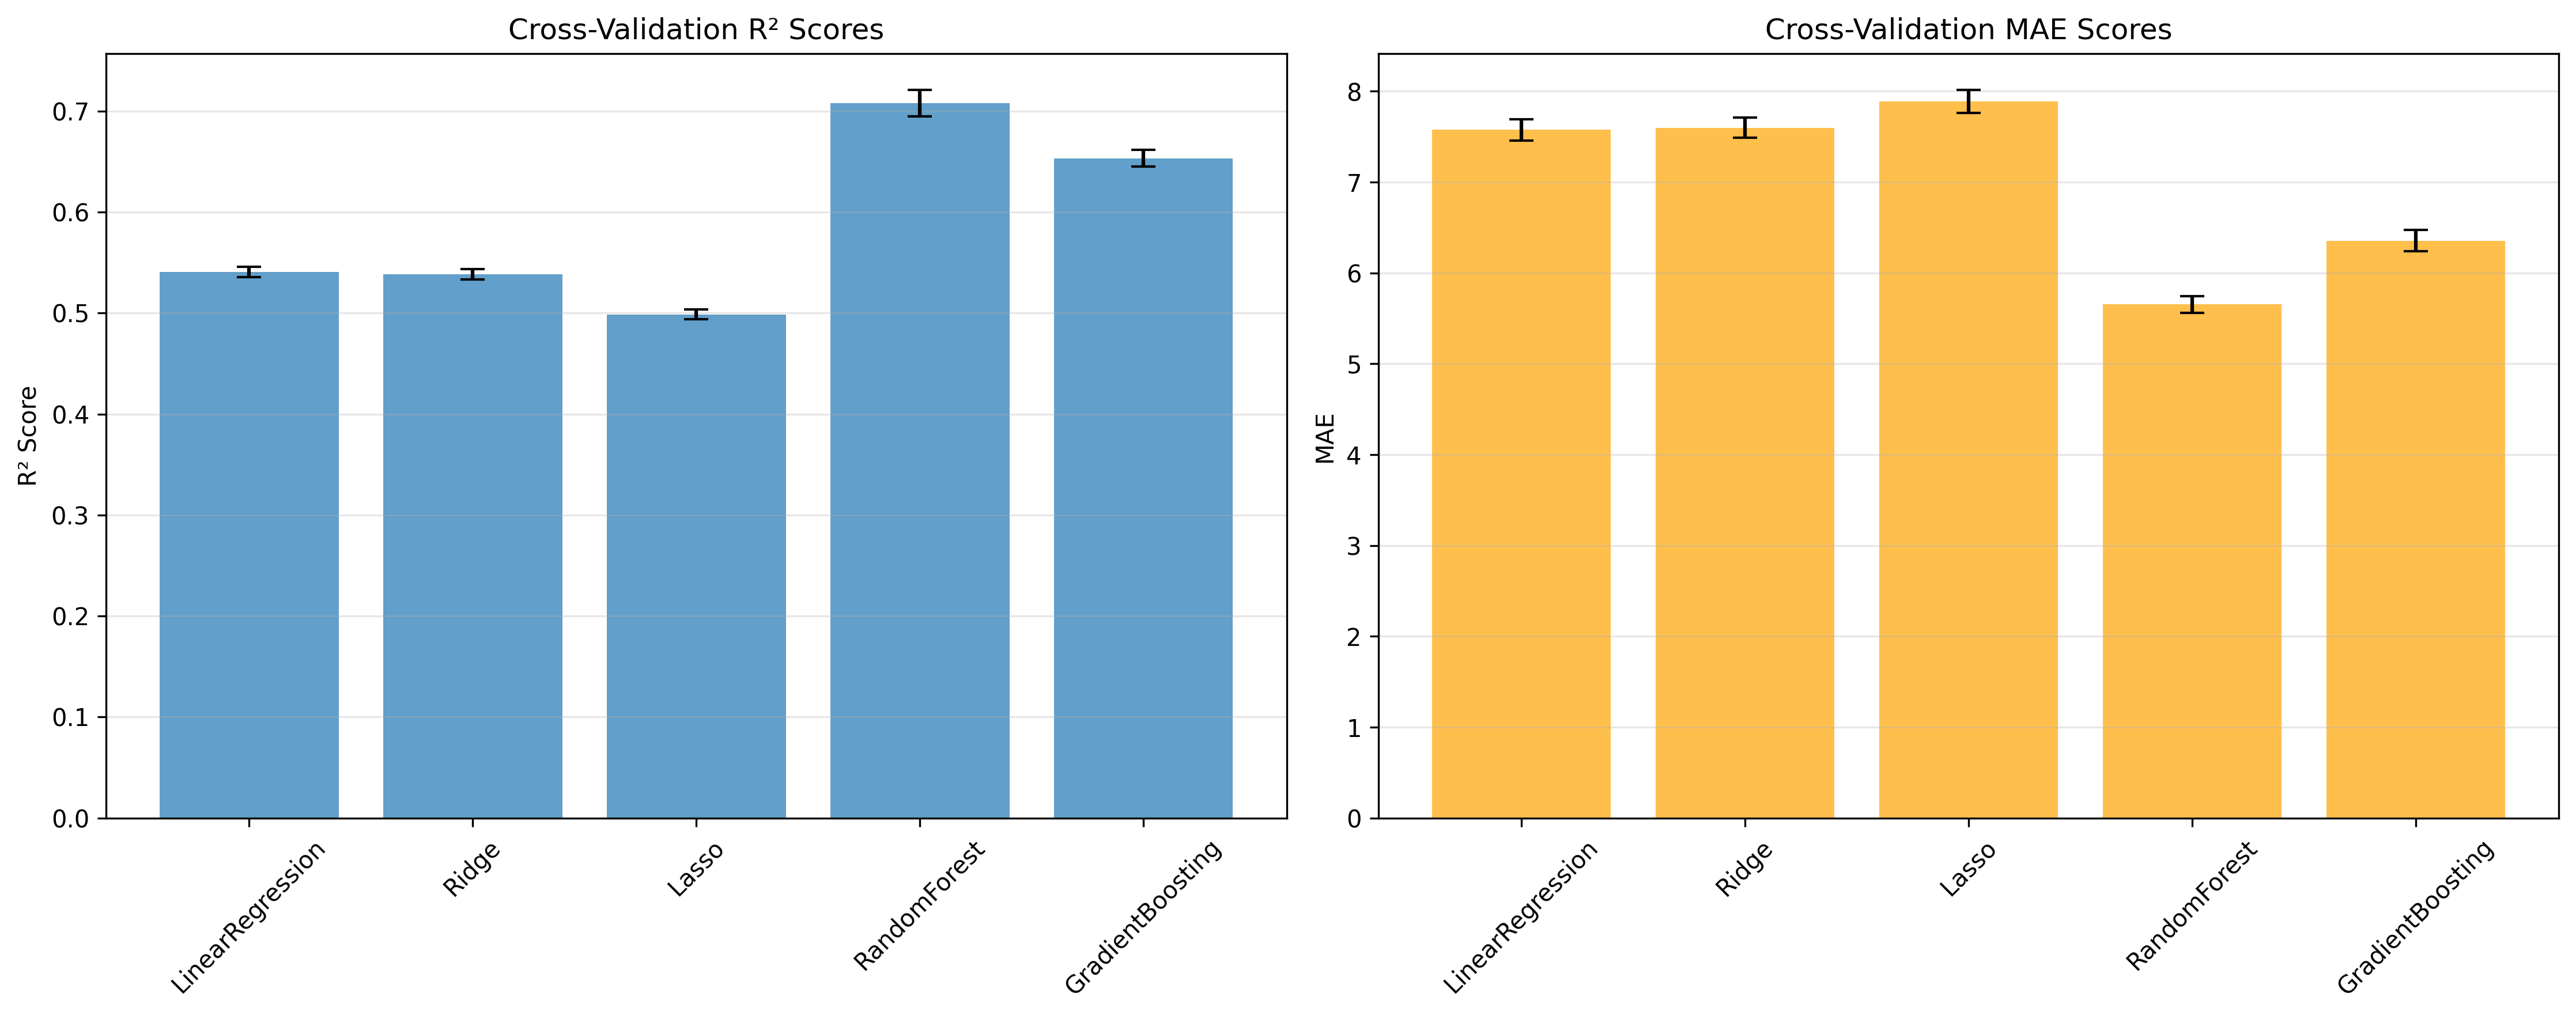 Cross-Validation R² Scores
R² Score
0.7
0.6
0.5
0.4
0.3
0.2
0.1
0.0
LinearRegression
Ridge
Lasso
RandomForest
GradientBoosting
Cross-Validation MAE Scores
MAE
8
7
6
5
4
3
2
1
0
LinearRegression
Ridge
Lasso
RandomForest
GradientBoosting